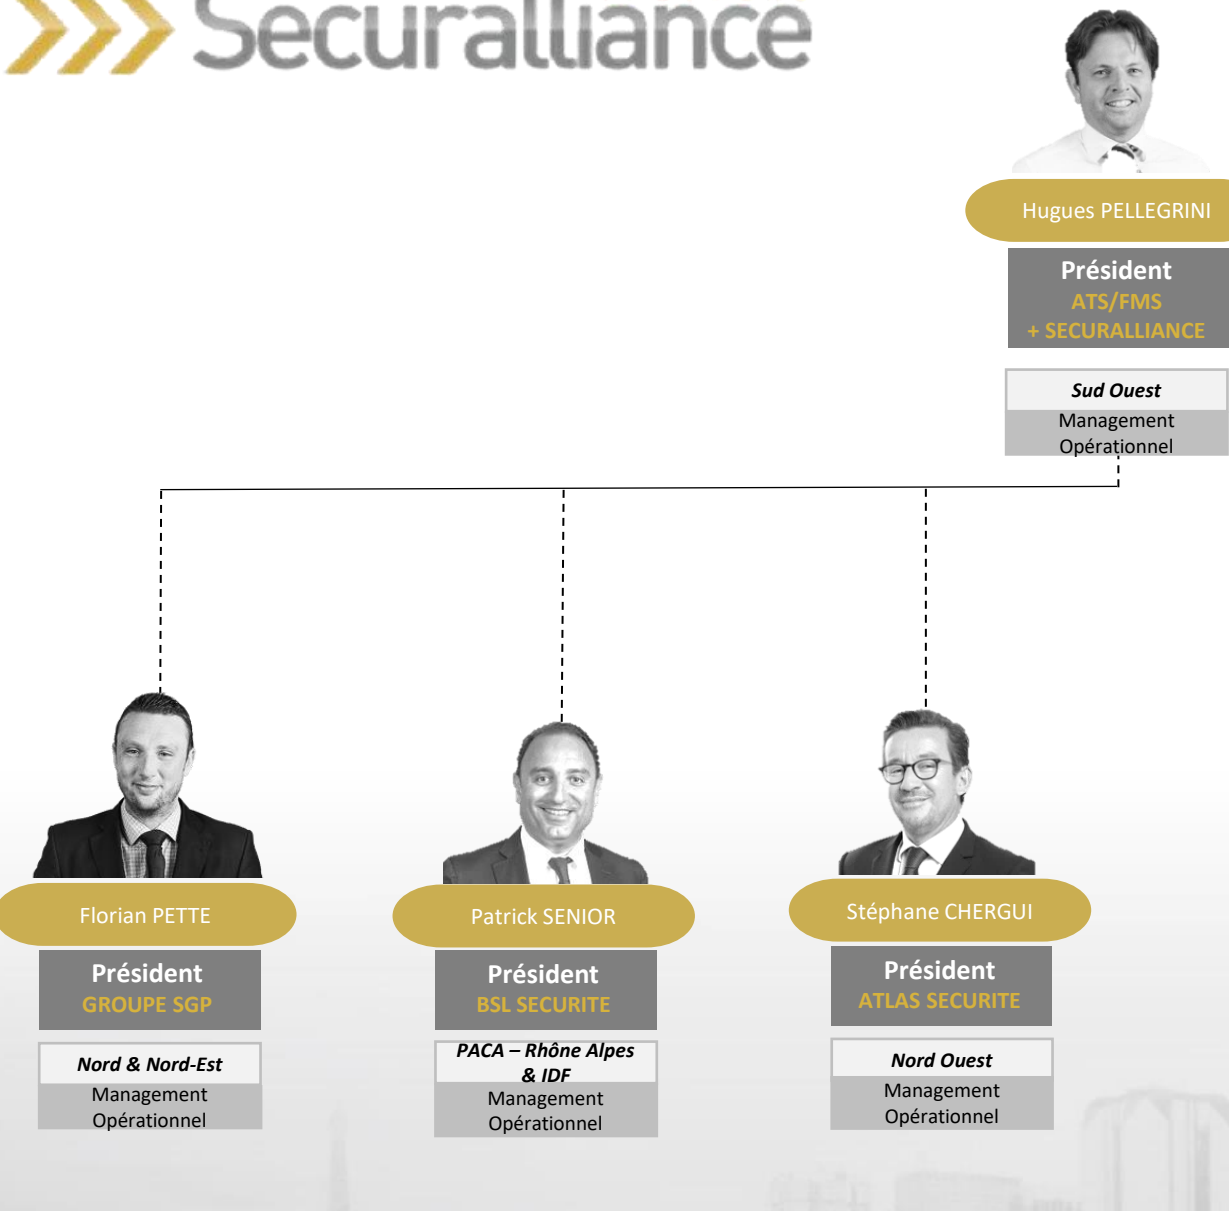 Securalliance
Hugues PELLEGRINI
Président
ATS/FMS
+ SECURALLIANCE
Sud Ouest
Management
Opérationnel
Florian PETTE
Président
GROUPE SGP
Nord & Nord-Est
Management
Opérationnel
Patrick SENIOR
Président
BSL SECURITE
PACA – Rhône Alpes
& IDF
Management
Opérationnel
Stéphane CHERGUI
Président
ATLAS SECURITE
Nord Ouest
Management
Opérationnel